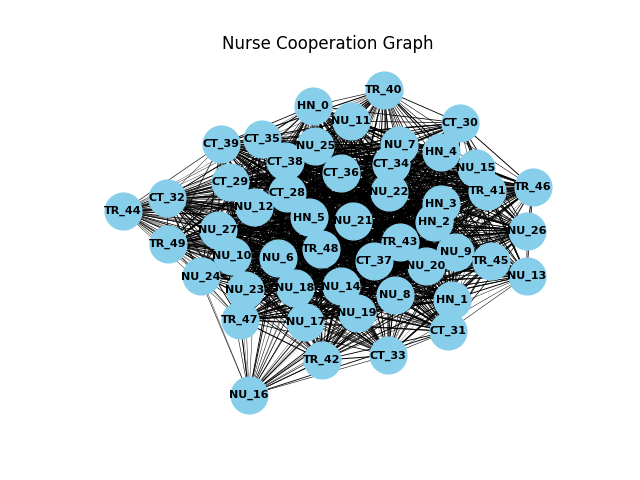 Nurse Cooperation Graph
TR_40
HN_0
NU_11
CT_30
CT_35
CT_39
NU_25
NU_7
HN_4
CT_38
CT_34
NU_15
CT_36
CT_29
TR_46
TR_41
NU_22
CT_28
CT_32
HN_3
NU_12
TR_44
HN_5
NU_21
HN_2
NU_27
NU_26
TR_49
TR_43
TR_48
NU_9
NU_10
NU_6
CT_37
TR_45
NU_20
NU_24
NU_13
NU_23
NU_18
NU_14
NU_8
HN_1
NU_19
TR_47
NU_17
CT_31
CT_33
TR_42
NU_16